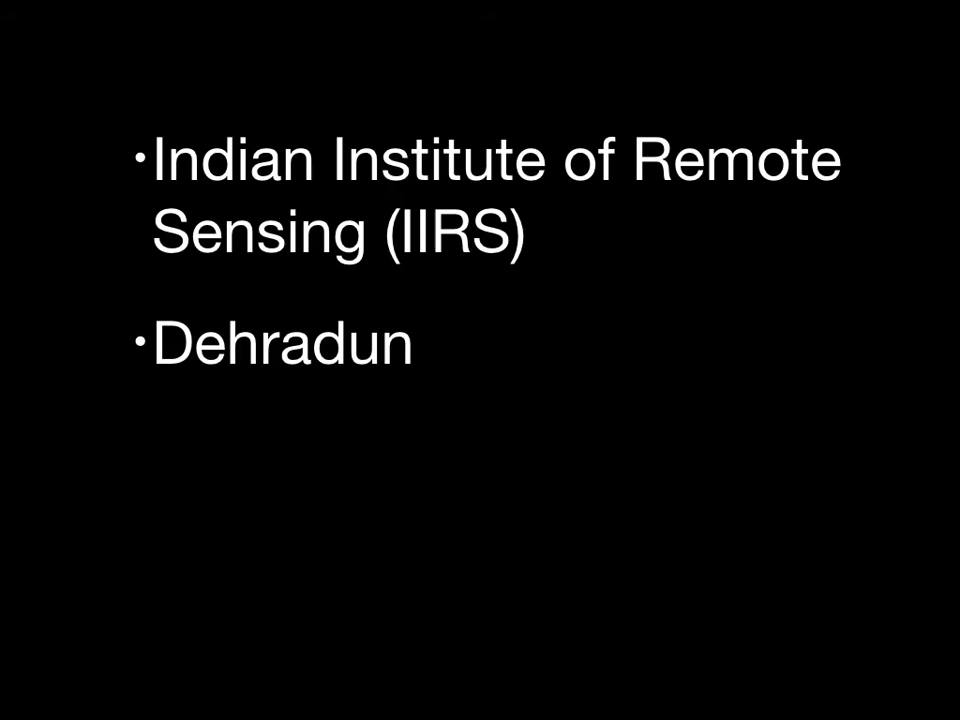 •Indian Institute of Remote
Sensing (IIRS)
•Dehradun